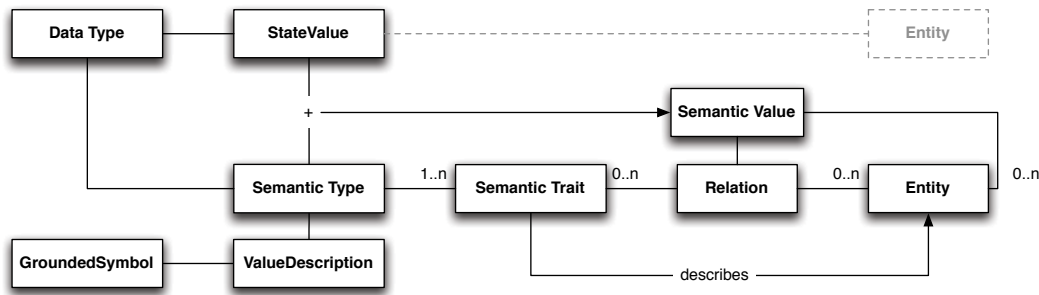 Data Type
StateValue
Entity
+
Semantic Value
Semantic Type
1..n
Semantic Trait
0..n
Relation
0..n
Entity
0..n
GroundedSymbol
ValueDescription
describes